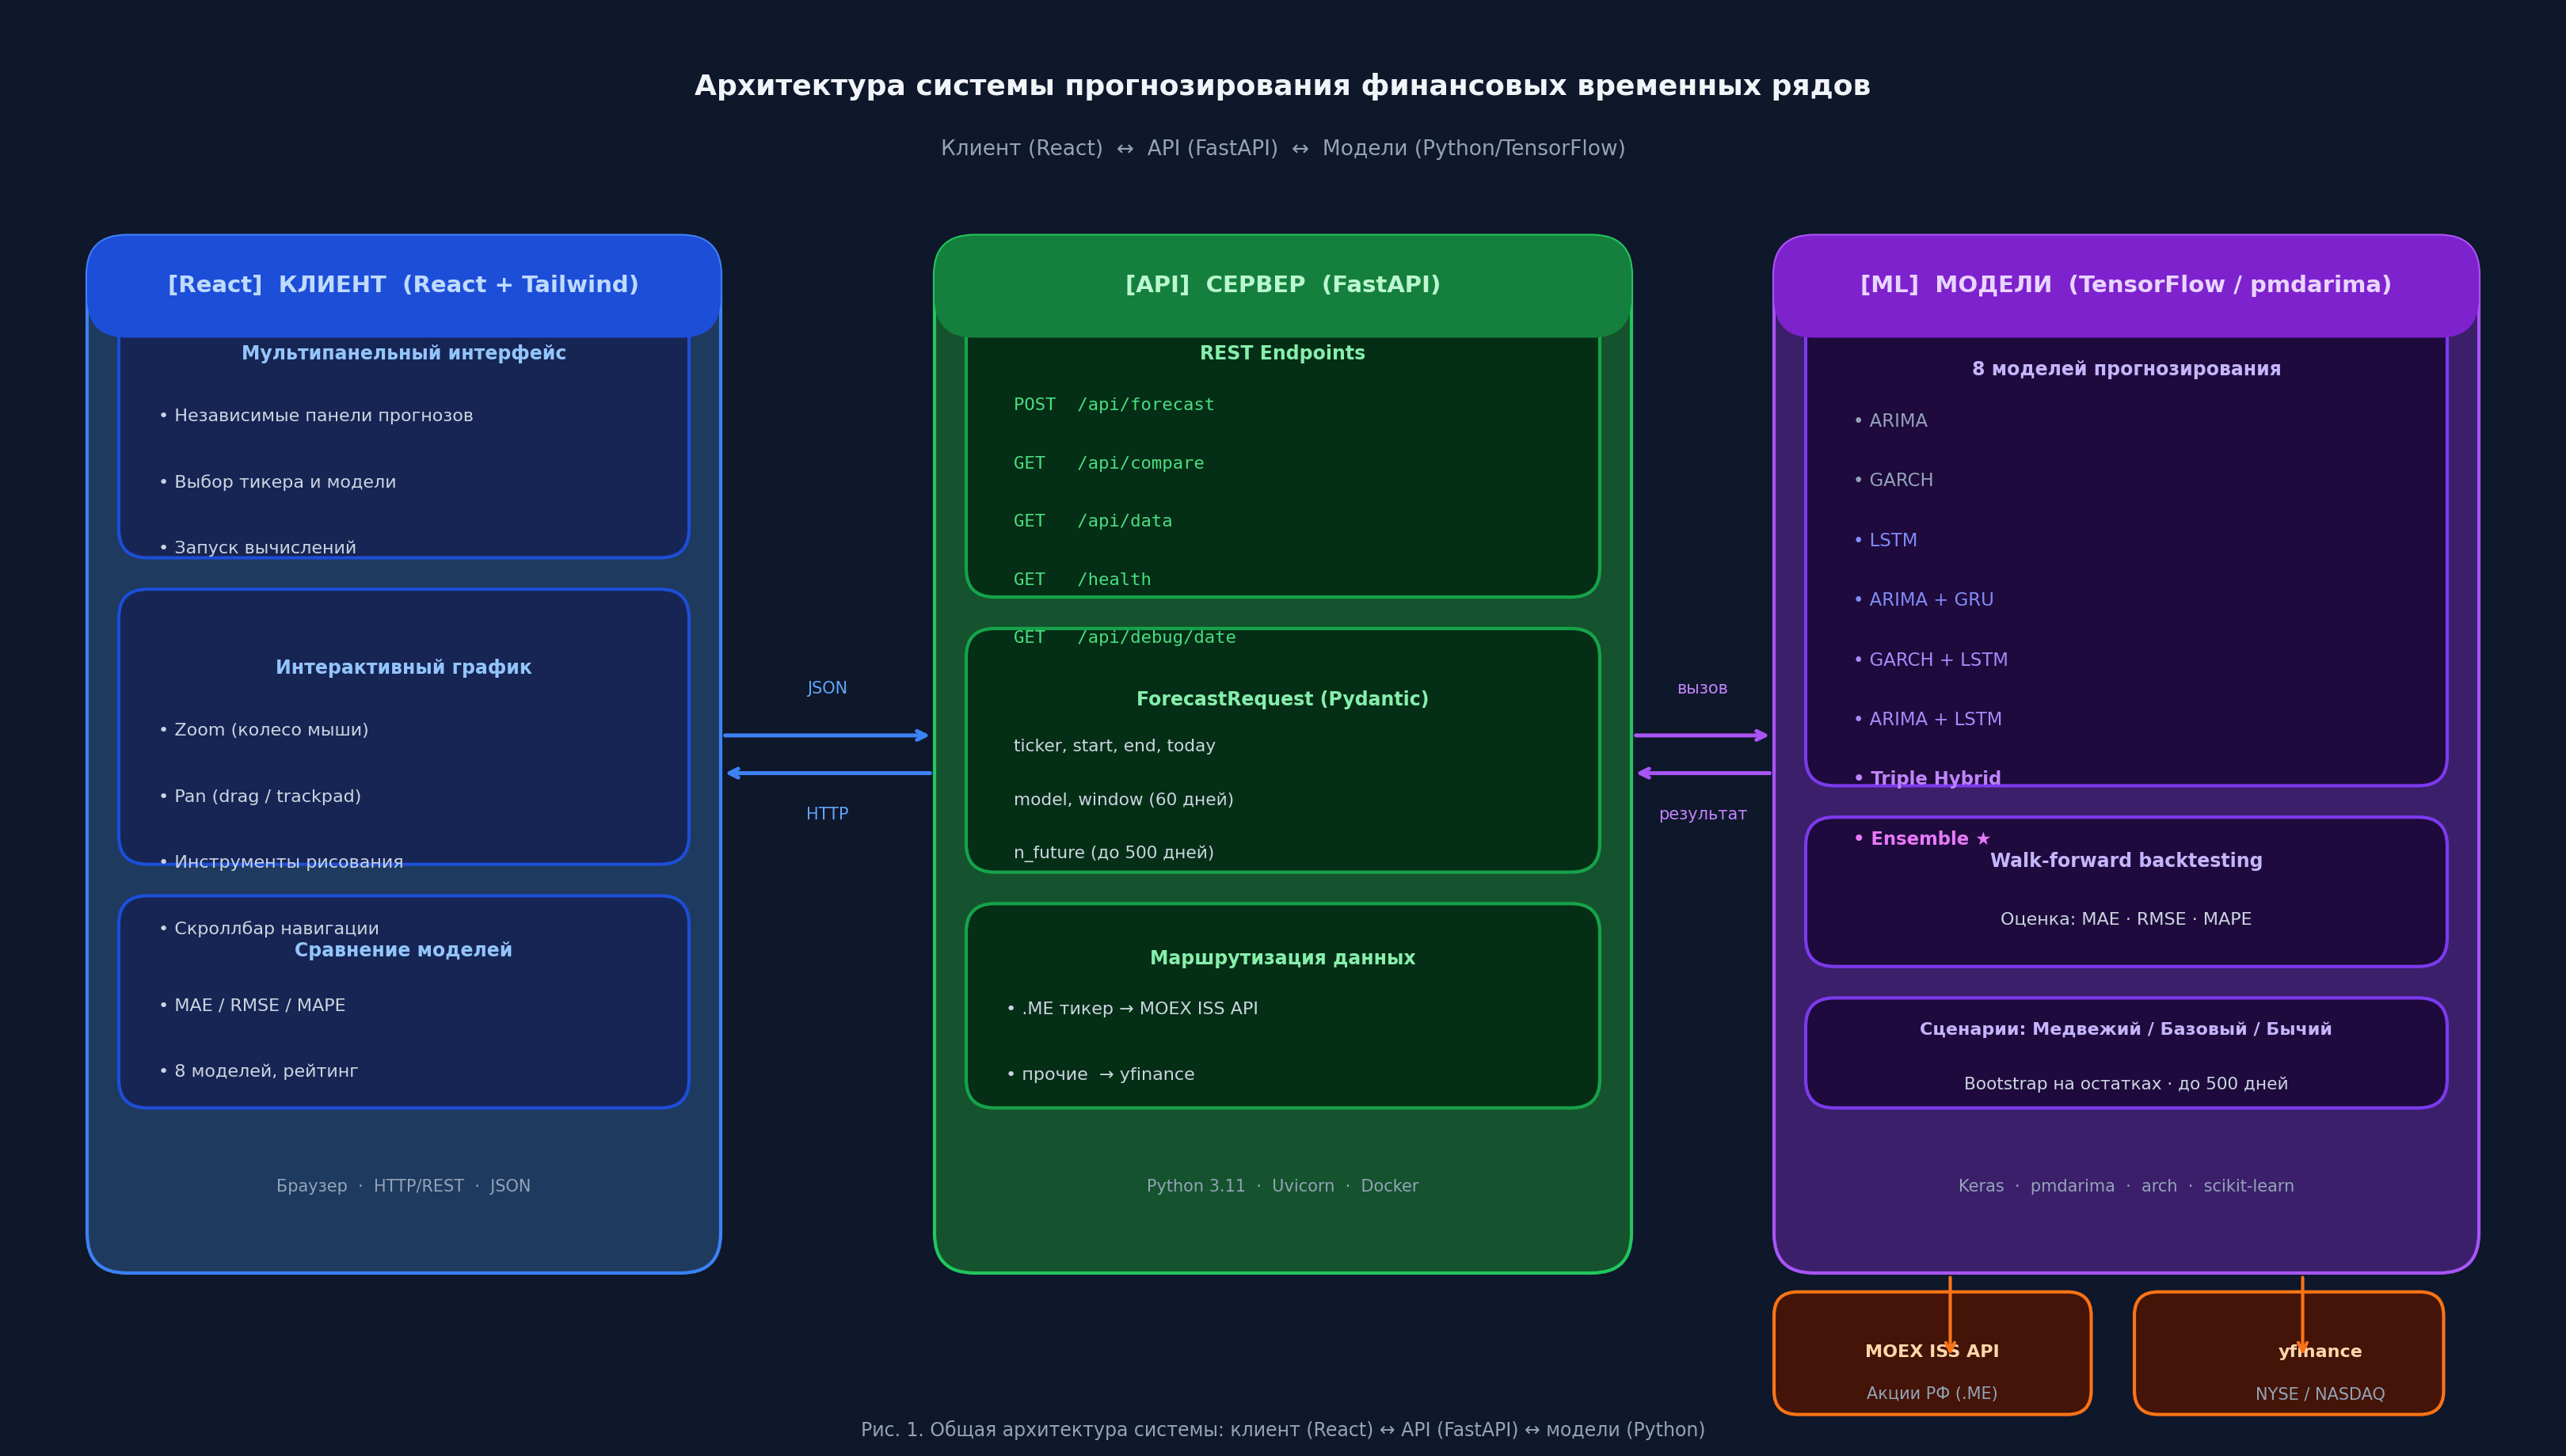 Архитектура системы прогнозирования финансовых временных рядов
Клиент (React) ↔ API (FastAPI) ↔ Модели (Python/TensorFlow)
[React] КЛИЕНТ (React + Tailwind)
Мультипанельный интерфейс
• Независимые панели прогнозов
• Выбор тикера и модели
• Запуск вычислений
Интерактивный график
• Zoom (колесо мыши)
• Pan (drag / trackpad)
• Инструменты рисования
• Скроллбар навигации
Сравнение моделей
• MAE / RMSE / MAPE
• 8 моделей, рейтинг
Браузер · HTTP/REST · JSON
JSON
HTTP
[API] СЕРВЕР (FastAPI)
REST Endpoints
POST /api/forecast
GET /api/compare
GET /api/data
GET /health
GET /api/debug/date
ForecastRequest (Pydantic)
ticker, start, end, today
model, window (60 дней)
n_future (до 500 дней)
Маршрутизация данных
• .ME тикер → MOEX ISS API
• прочие → yfinance
Python 3.11 · Uvicorn · Docker
вызов
результат
[ML] МОДЕЛИ (TensorFlow / pmdarima)
8 моделей прогнозирования
• ARIMA
• GARCH
• LSTM
• ARIMA + GRU
• GARCH + LSTM
• ARIMA + LSTM
• Triple Hybrid
• Ensemble ★
Walk-forward backtesting
Оценка: MAE · RMSE · MAPE
Сценарии: Медвежий / Базовый / Бычий
Bootstrap на остатках · до 500 дней
Keras · pmdarima · arch · scikit-learn
MOEX ISS API
Акции РФ (.ME)
yfinance
NYSE / NASDAQ
Рис. 1. Общая архитектура системы: клиент (React) ↔ API (FastAPI) ↔ модели (Python)